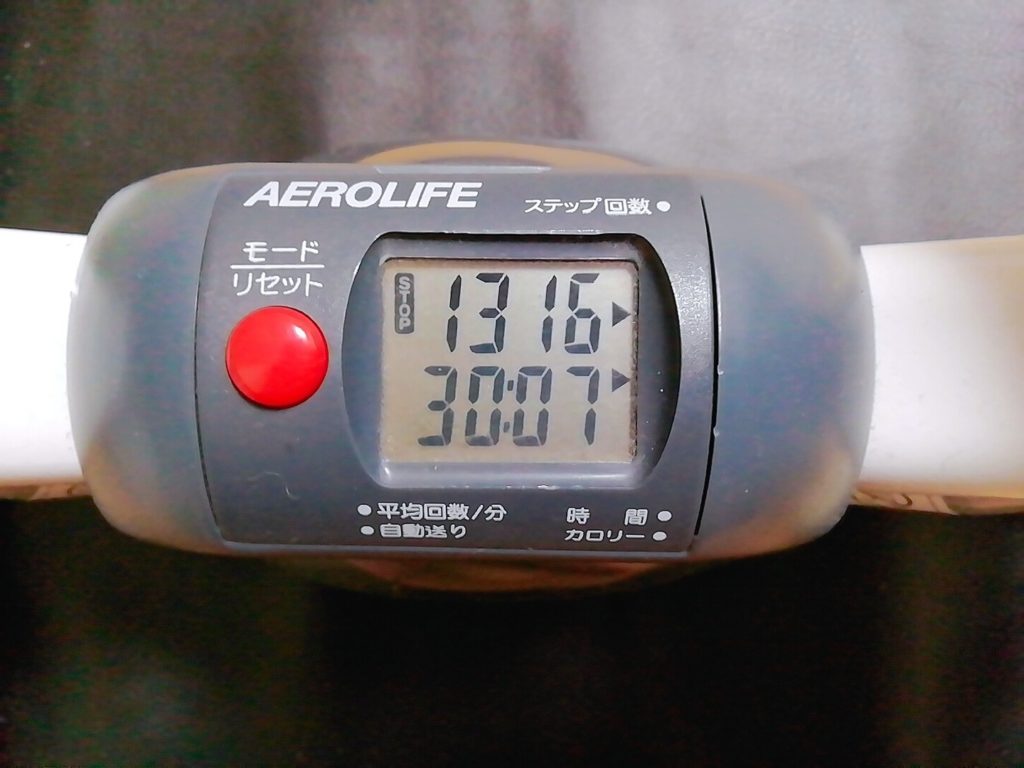 AEROLIFE
ステップ回数●
モード
リセット
STOP
1316
30:07
●平均回数/分
●自動送り
時 間●
カロリー●